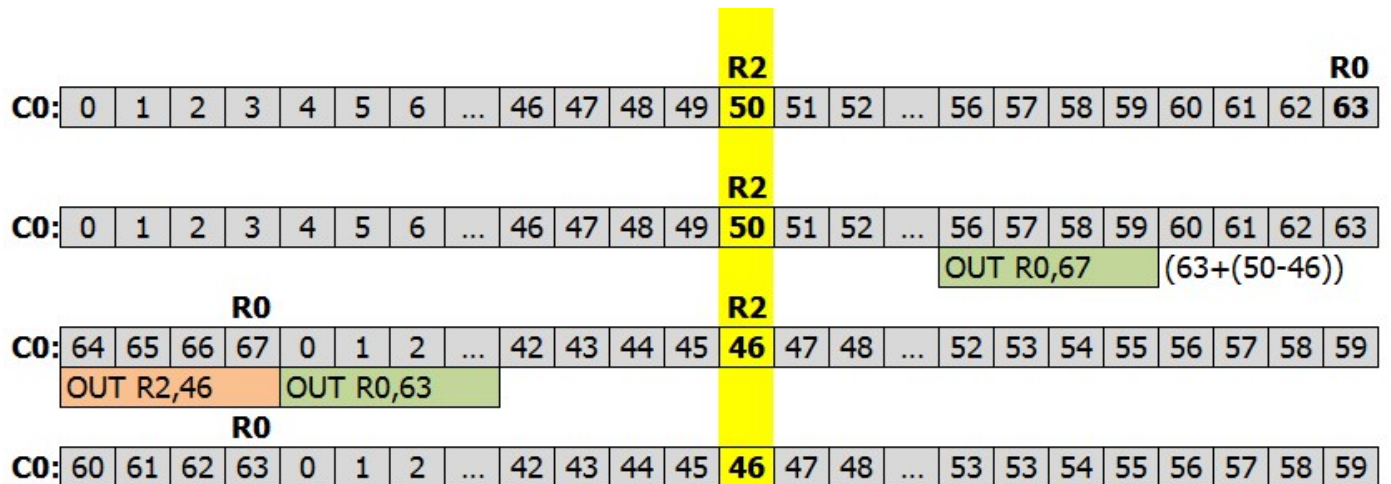 R2 R0
C0: 0 1 2 3 4 5 6 ... 46 47 48 49 50 51 52 ... 56 57 58 59 60 61 62 63
R2
C0: 0 1 2 3 4 5 6 ... 46 47 48 49 50 51 52 ... 56 57 58 59 60 61 62 63
OUT R0,67 (63+(50-46))
R0 R2
C0: 64 65 66 67 0 1 2 ... 42 43 44 45 46 47 48 ... 52 53 54 55 56 57 58 59
OUT R2,46 OUT R0,63
R0
C0: 60 61 62 63 0 1 2 ... 42 43 44 45 46 47 48 ... 53 53 54 55 56 57 58 59